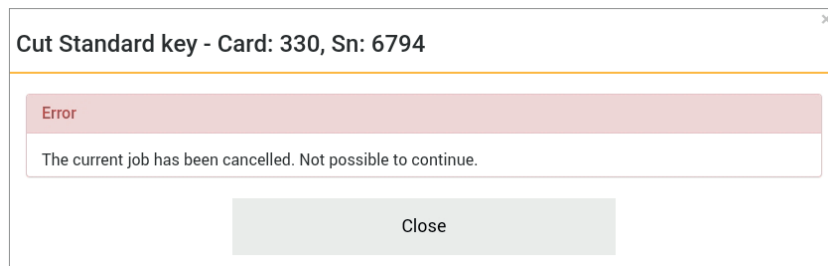 ×
Cut Standard key - Card: 330, Sn: 6794
Error
The current job has been cancelled. Not possible to continue.
Close